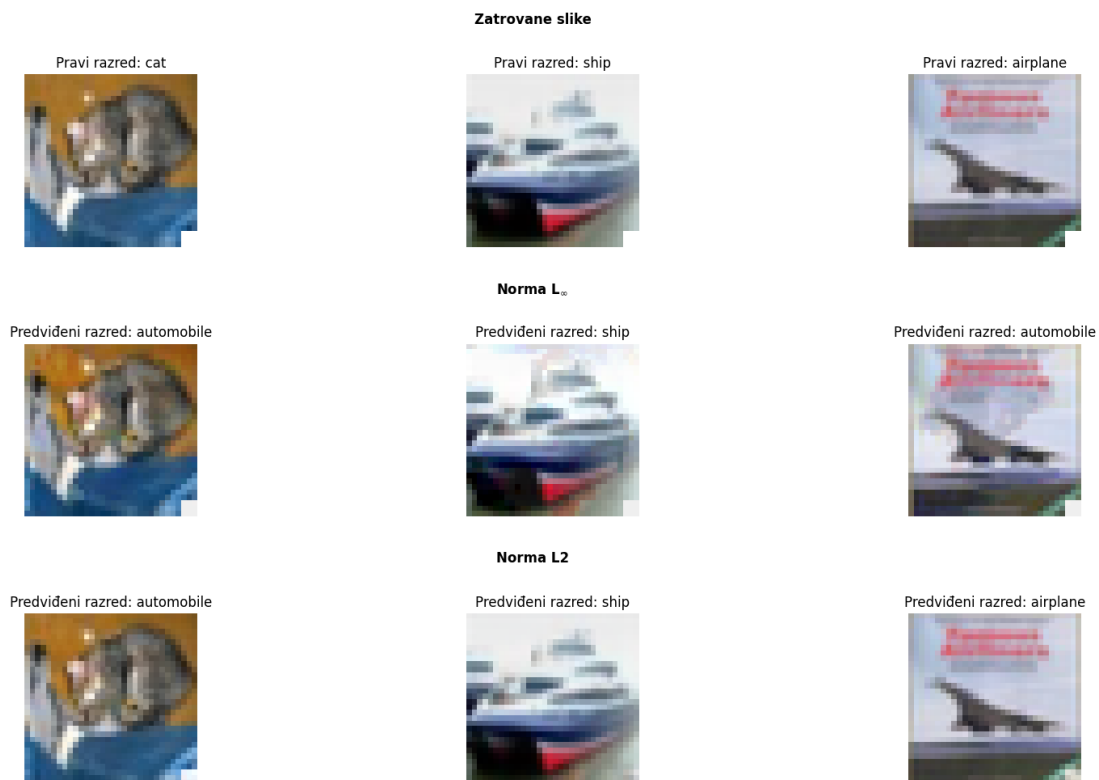 Zatrovane slike
Pravi razred: cat
Pravi razred: ship
Pravi razred: airplane
Norma L∞
Predviđeni razred: automobile
Predviđeni razred: ship
Predviđeni razred: automobile
Norma L2
Predviđeni razred: automobile
Predviđeni razred: ship
Predviđeni razred: airplane